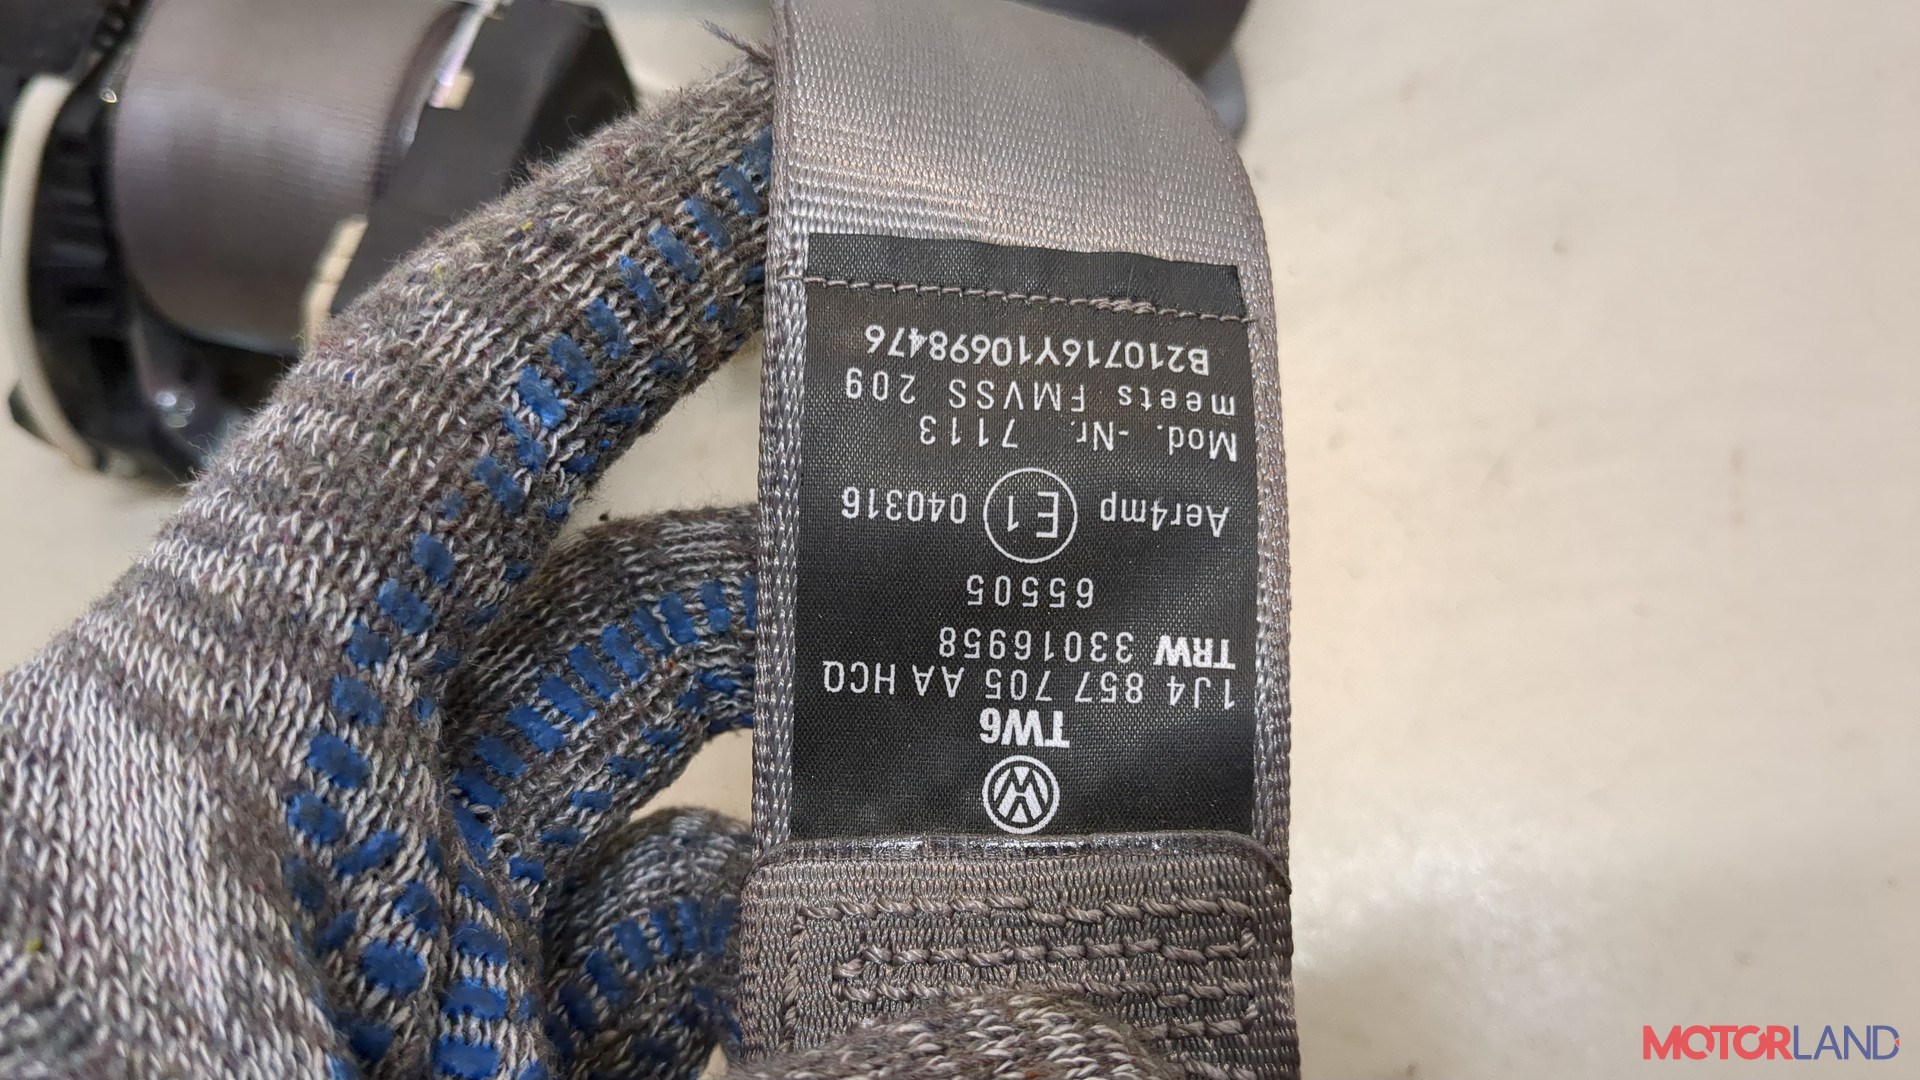 TW6
1J4 857 705 AA HCQ
TRW 33016958
65505
Aer4mp E1 040316
Mod.-Nr. 7113
meets FMVSS 209
B210716Y10698476
MOTORLAND